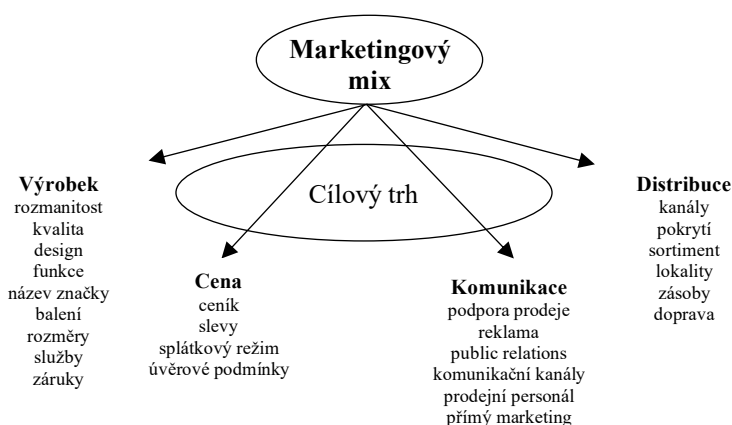 Marketingový
mix
Cílový trh
Výrobek
rozmanitost
kvalita
design
funkce
název značky
balení
rozměry
služby
záruky
Cena
ceník
slevy
splátkový režim
úvěrové podmínky
Komunikace
podpora prodeje
reklama
public relations
komunikační kanály
prodejní personál
přímý marketing
Distribuce
kanály
pokrytí
sortiment
lokality
zásoby
doprava